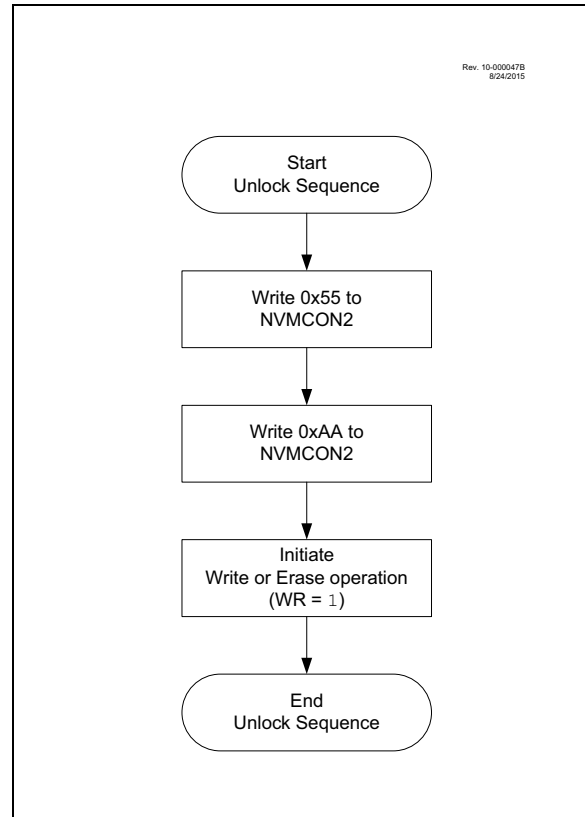 Rev. 10-000047B
8/24/2015
Start
Unlock Sequence
Write 0x55 to
NVMCON2
Write 0xAA to
NVMCON2
Initiate
Write or Erase operation
(WR = 1)
End
Unlock Sequence